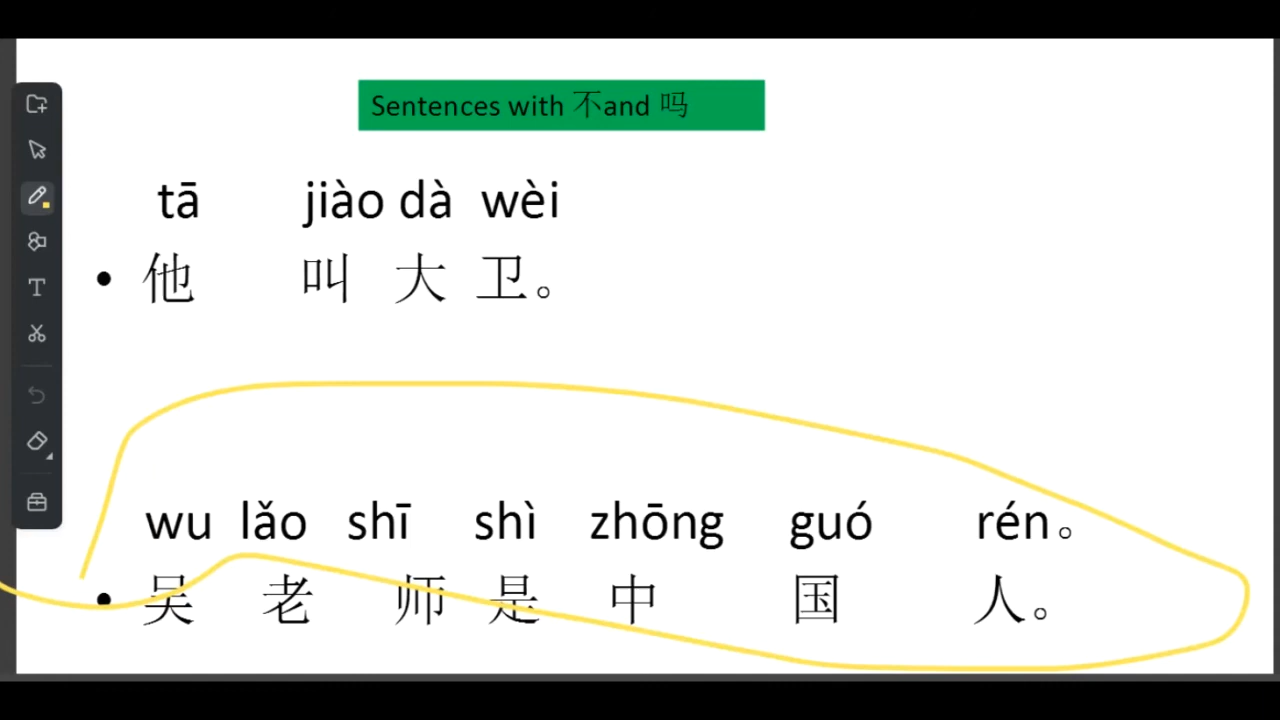 Sentences with 不and 吗
tā jiào dà wèi
• 他 叫 大 卫。
wu lǎo shī shì zhōng guó rén。
• 吴 老 师 是 中 国 人。